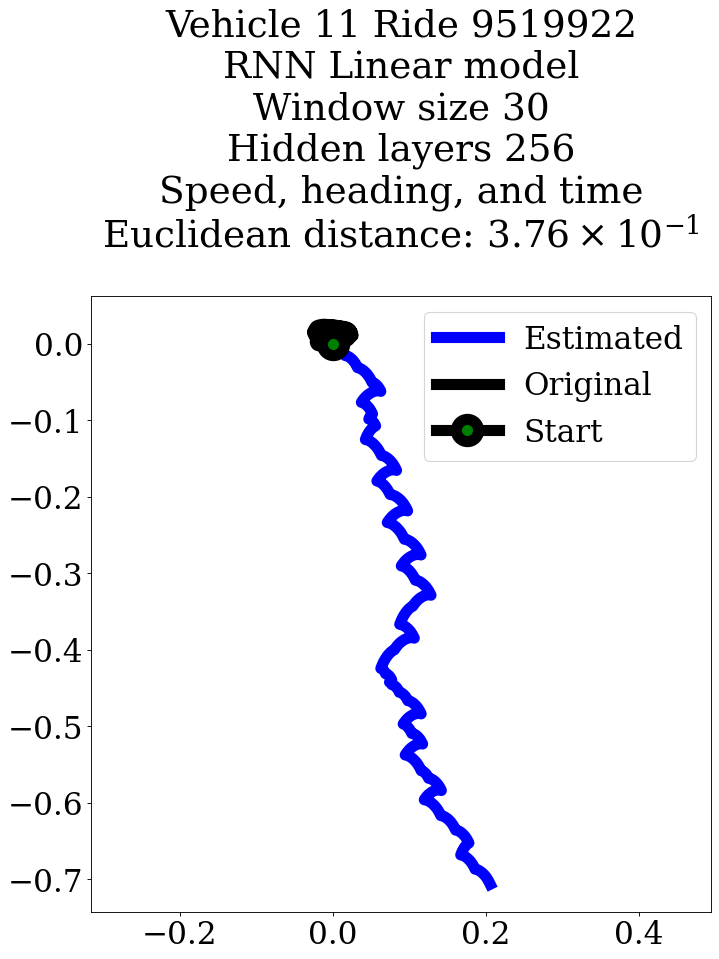 Vehicle 11 Ride 9519922
RNN Linear model
Window size 30
Hidden layers 256
Speed, heading, and time
Euclidean distance: 3.76 × 10⁻¹
Estimated
Original
Start
0.0
−0.1
−0.2
−0.3
−0.4
−0.5
−0.6
−0.7
−0.2 0.0 0.2 0.4